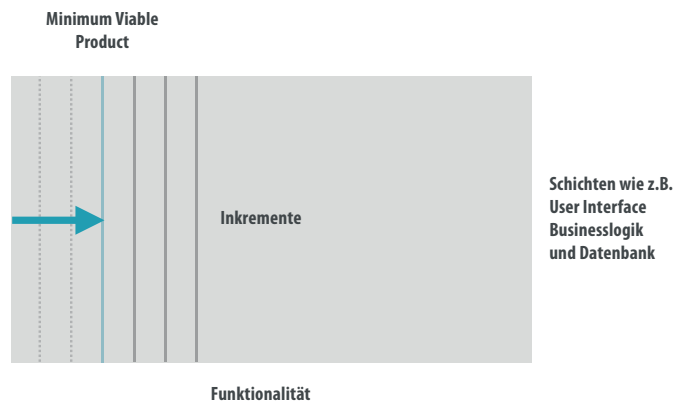 Minimum Viable
Product
Inkremente
Schichten wie z.B.
User Interface
Businesslogik
und Datenbank
Funktionalität